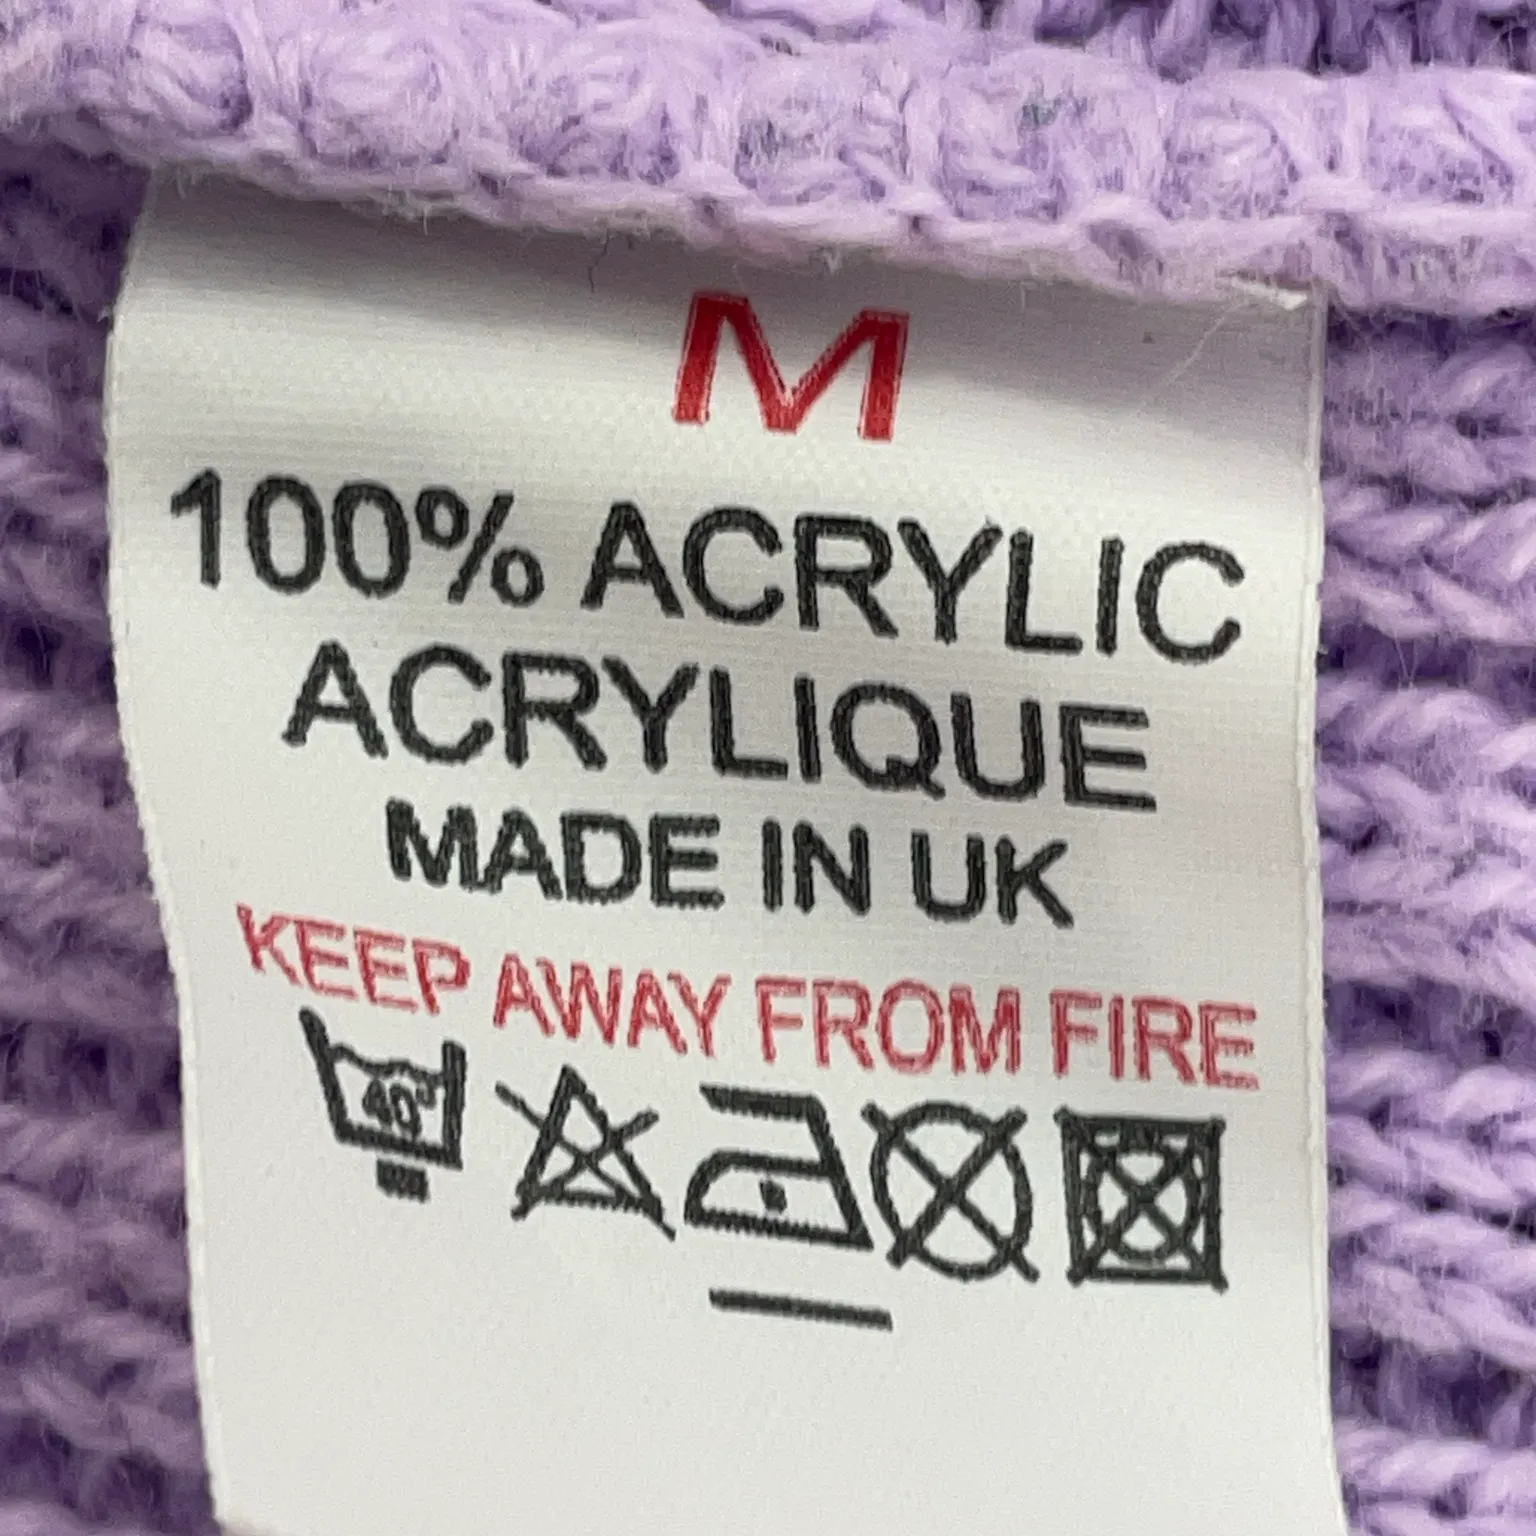 M
100% ACRYLIC
ACRYLIQUE
MADE IN UK
KEEP AWAY FROM FIRE
40°